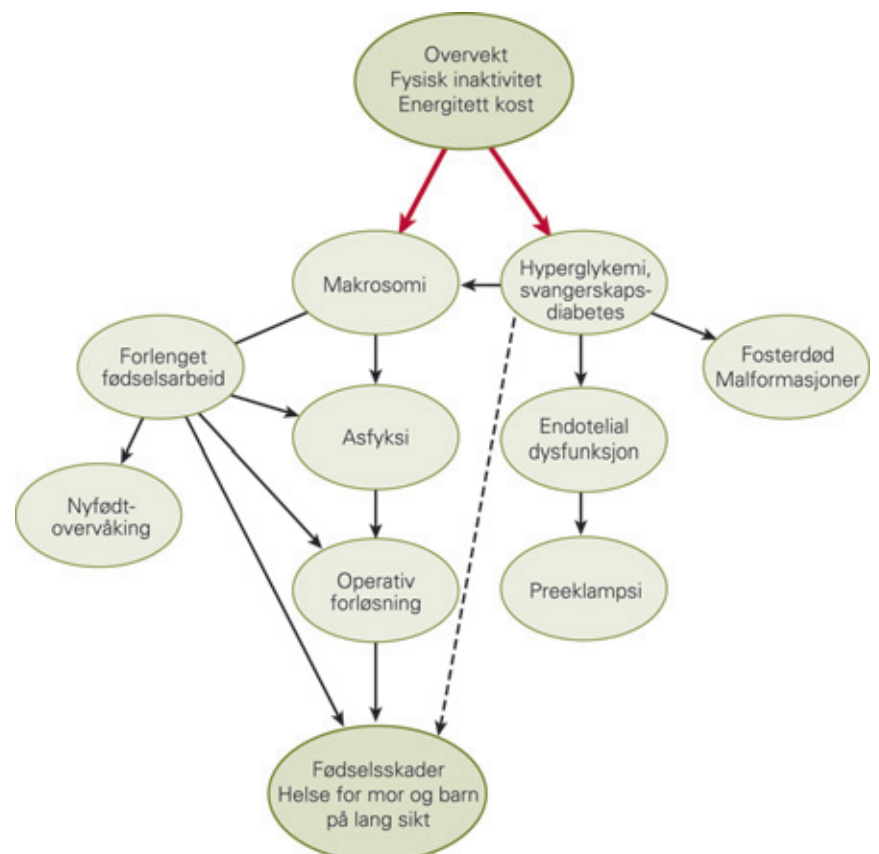 Overvekt
Fysisk inaktivitet
Energitett kost
Makrosomi
Hyperglykemi,
svangerskaps-
diabetes
Forlenget
fødselsarbeid
Fosterdød
Malformasjoner
Asfyksi
Endotelial
dysfunksjon
Nyfødt-
overvåking
Operativ
forløsning
Preeklampsi
Fødselsskader
Helse for mor og barn
på lang sikt